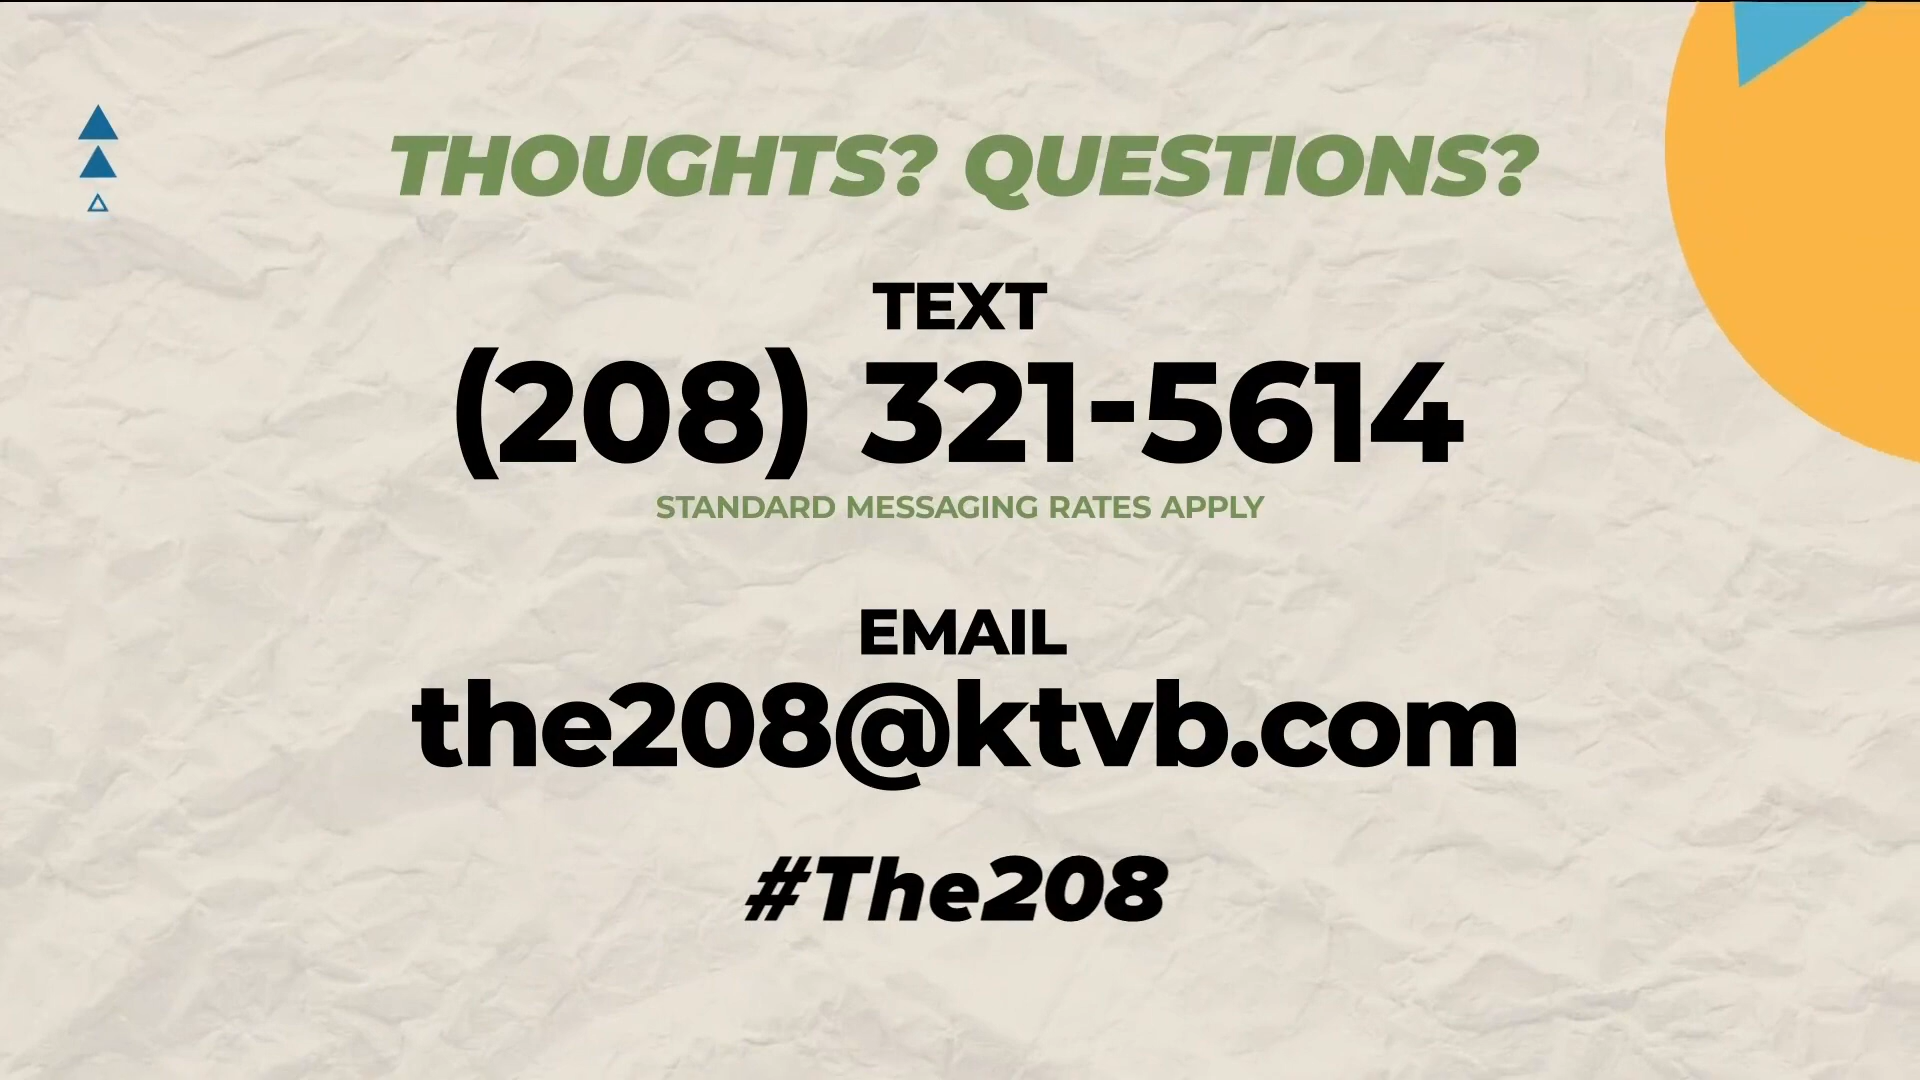 THOUGHTS? QUESTIONS?
TEXT
(208) 321-5614
STANDARD MESSAGING RATES APPLY
EMAIL
the208@ktvb.com
#The208